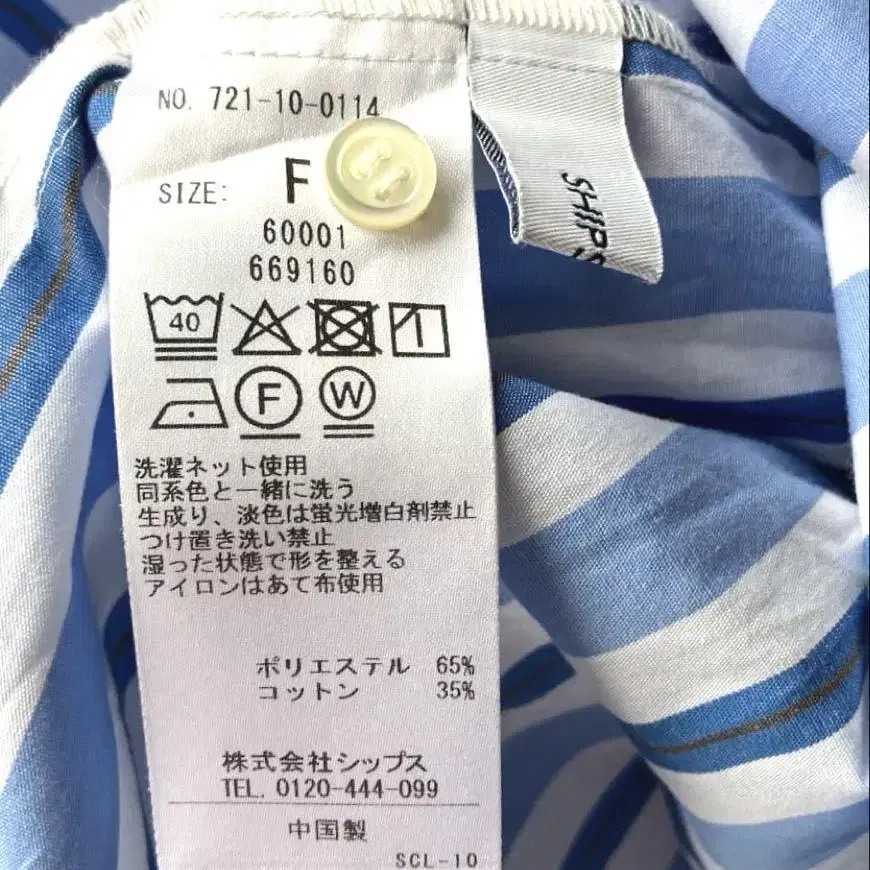 NO. 721-10-0114
SIZE: F
60001
669160
40
F
W
洗濯ネット使用
同系色と一緒に洗う
生成り、淡色は蛍光増白剤禁止
つけ置き洗い禁止
湿った状態で形を整える
アイロンはあて布使用
ポリエステル 65%
コットン 35%
株式会社シップス
TEL. 0120-444-099
中国製
SCL-10
SHIPS